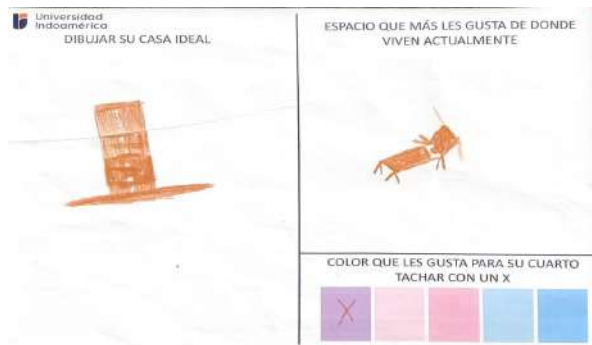 Universidad
Indoamérica
DIBUJAR SU CASA IDEAL
ESPACIO QUE MÁS LES GUSTA DE DONDE
VIVEN ACTUALMENTE
COLOR QUE LES GUSTA PARA SU CUARTO
TACHAR CON UN X
X